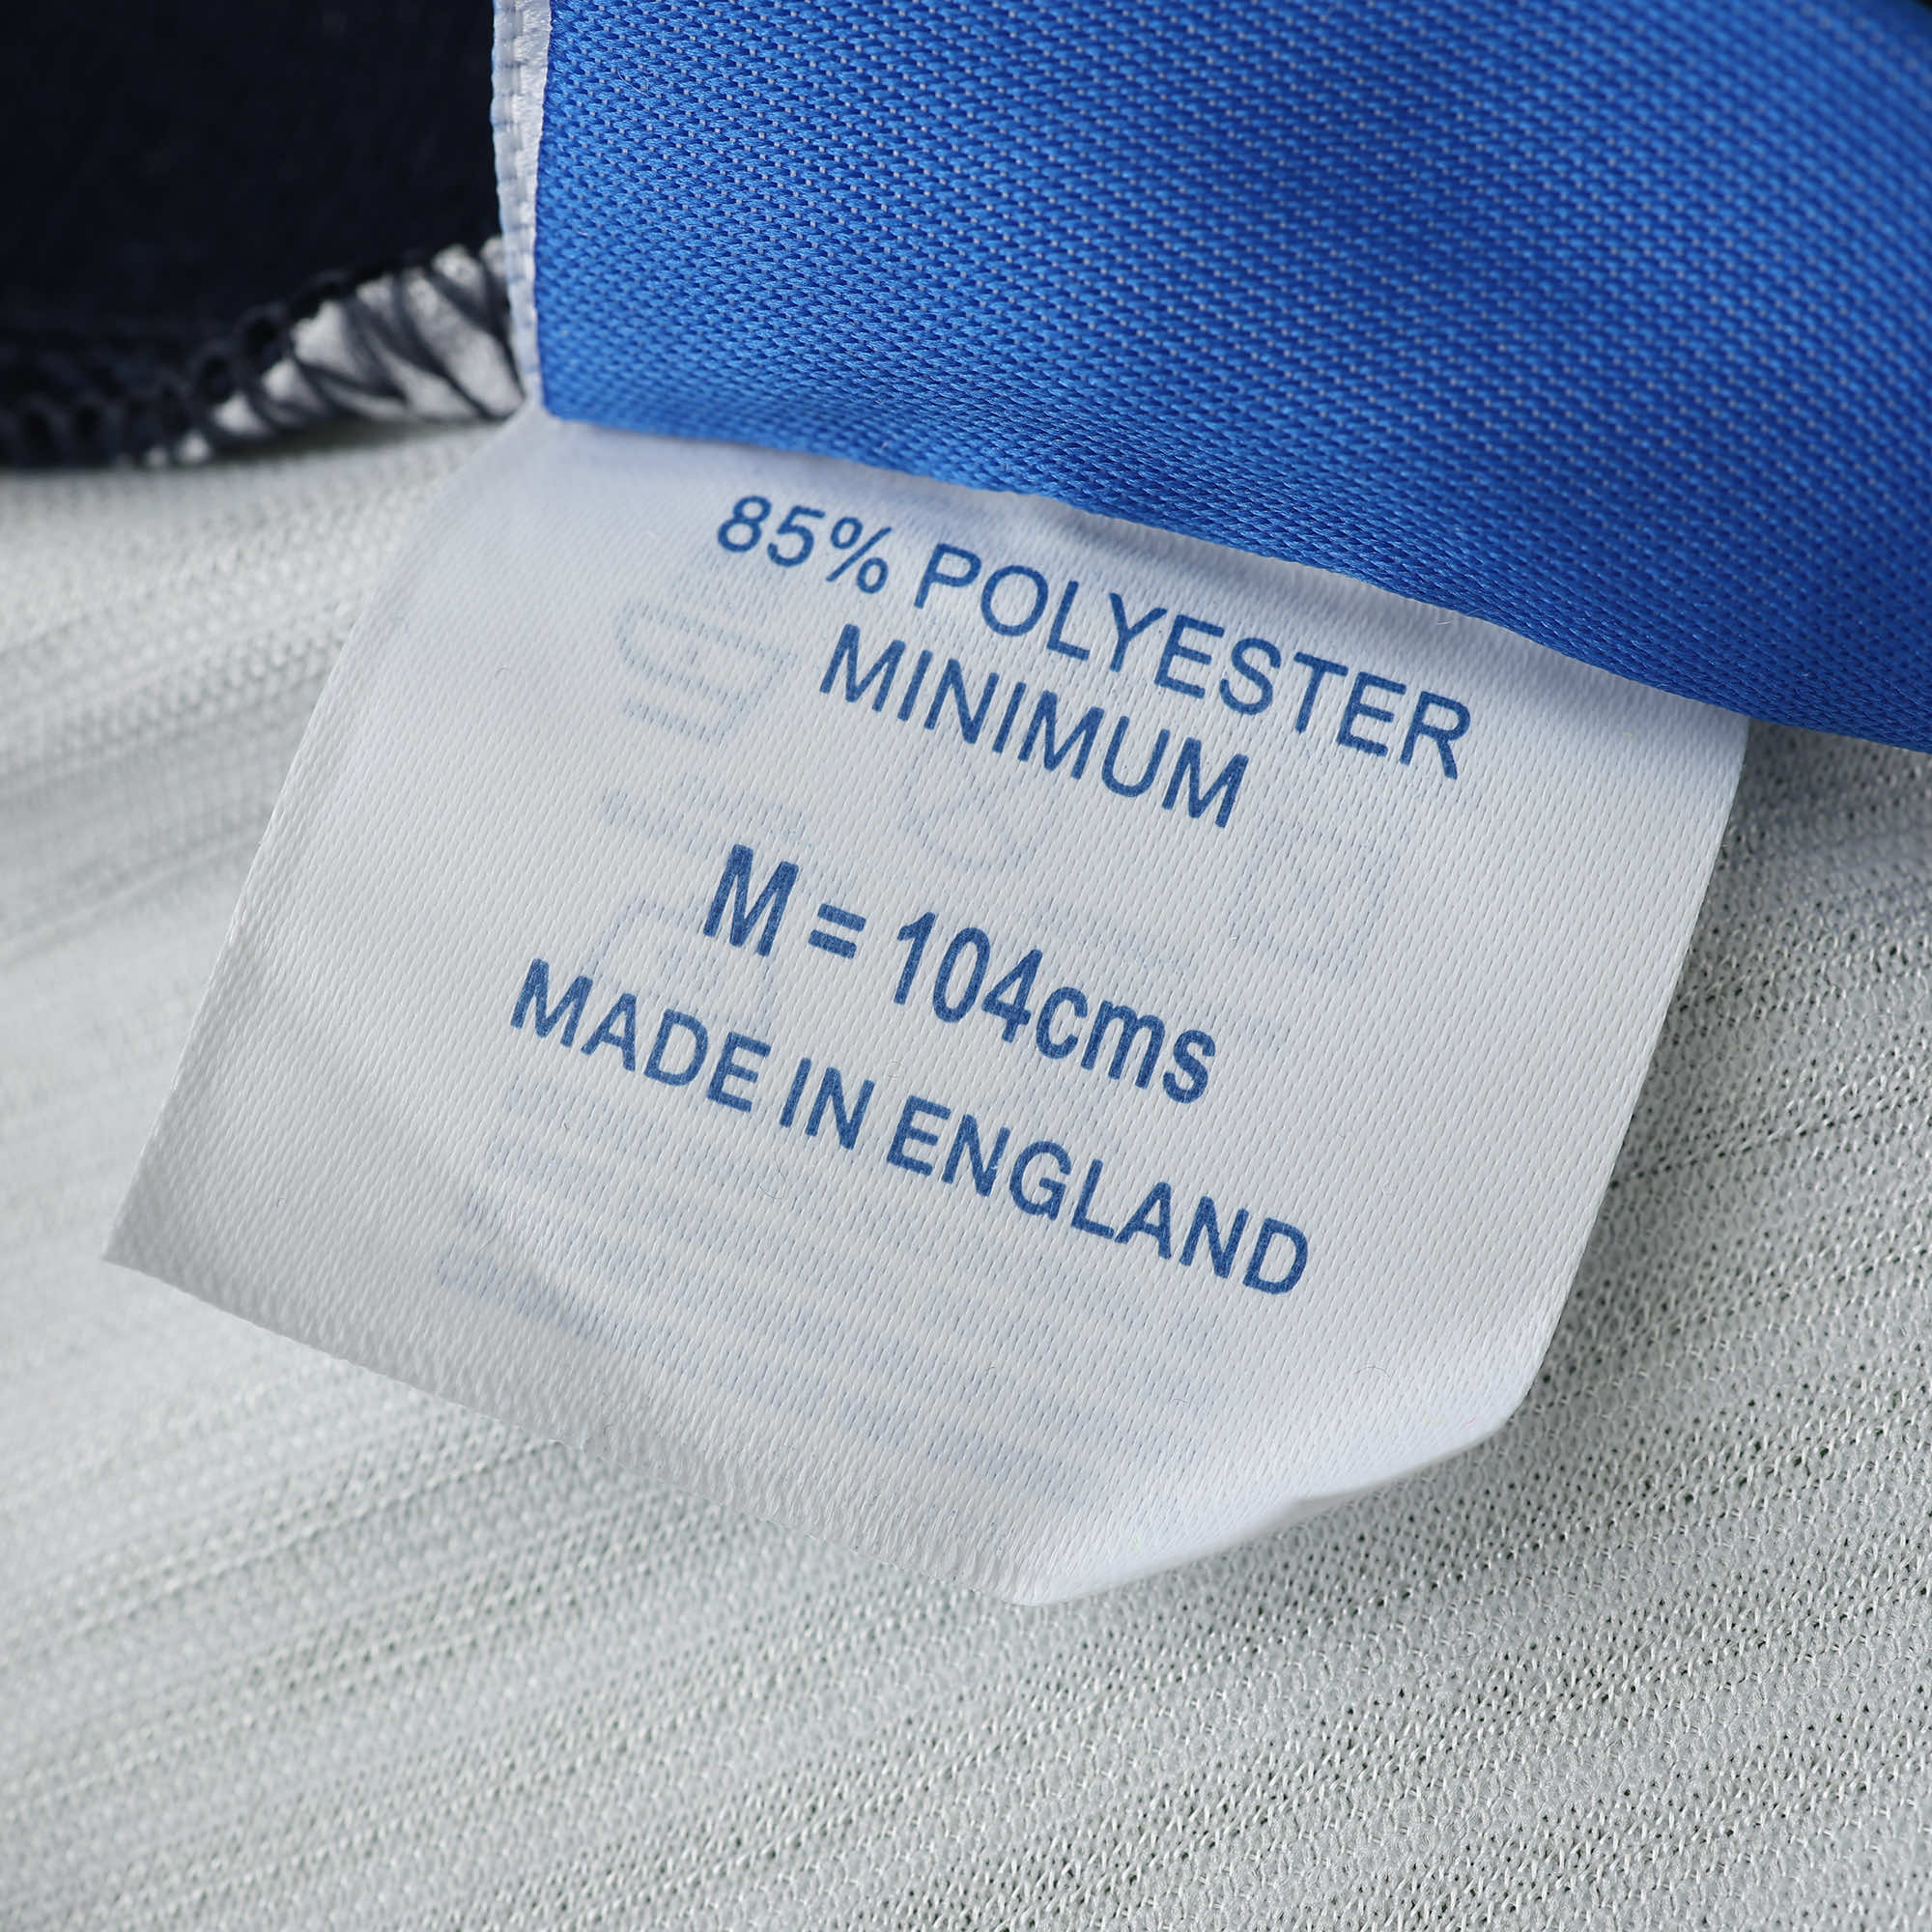 85% POLYESTER
MINIMUM
M = 104cms
MADE IN ENGLAND